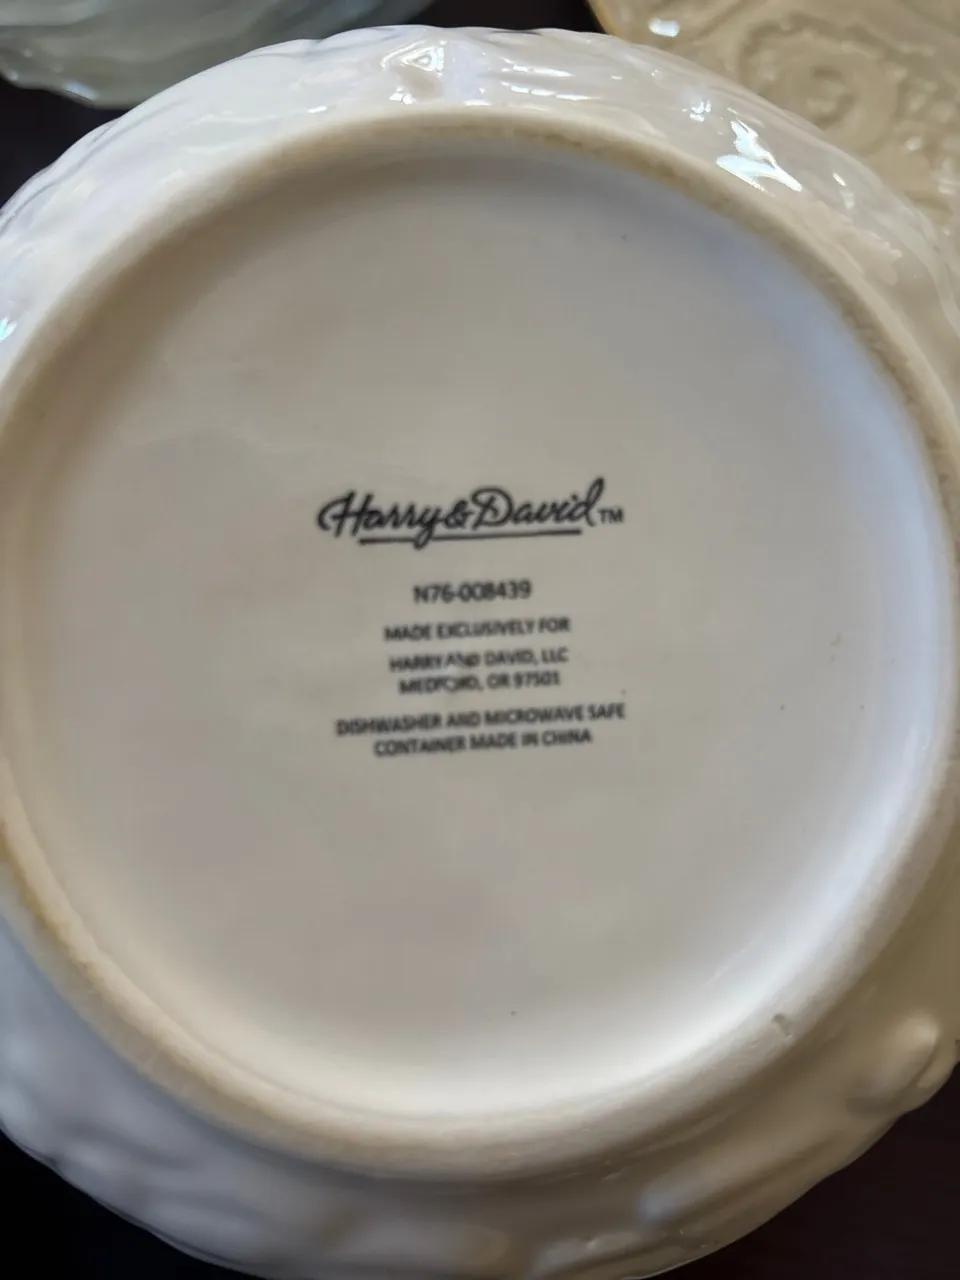 Harry & David™
N76-008439
MADE EXCLUSIVELY FOR
HARRY AND DAVID, LLC
MEDFORD, OR 97501
DISHWASHER AND MICROWAVE SAFE
CONTAINER MADE IN CHINA